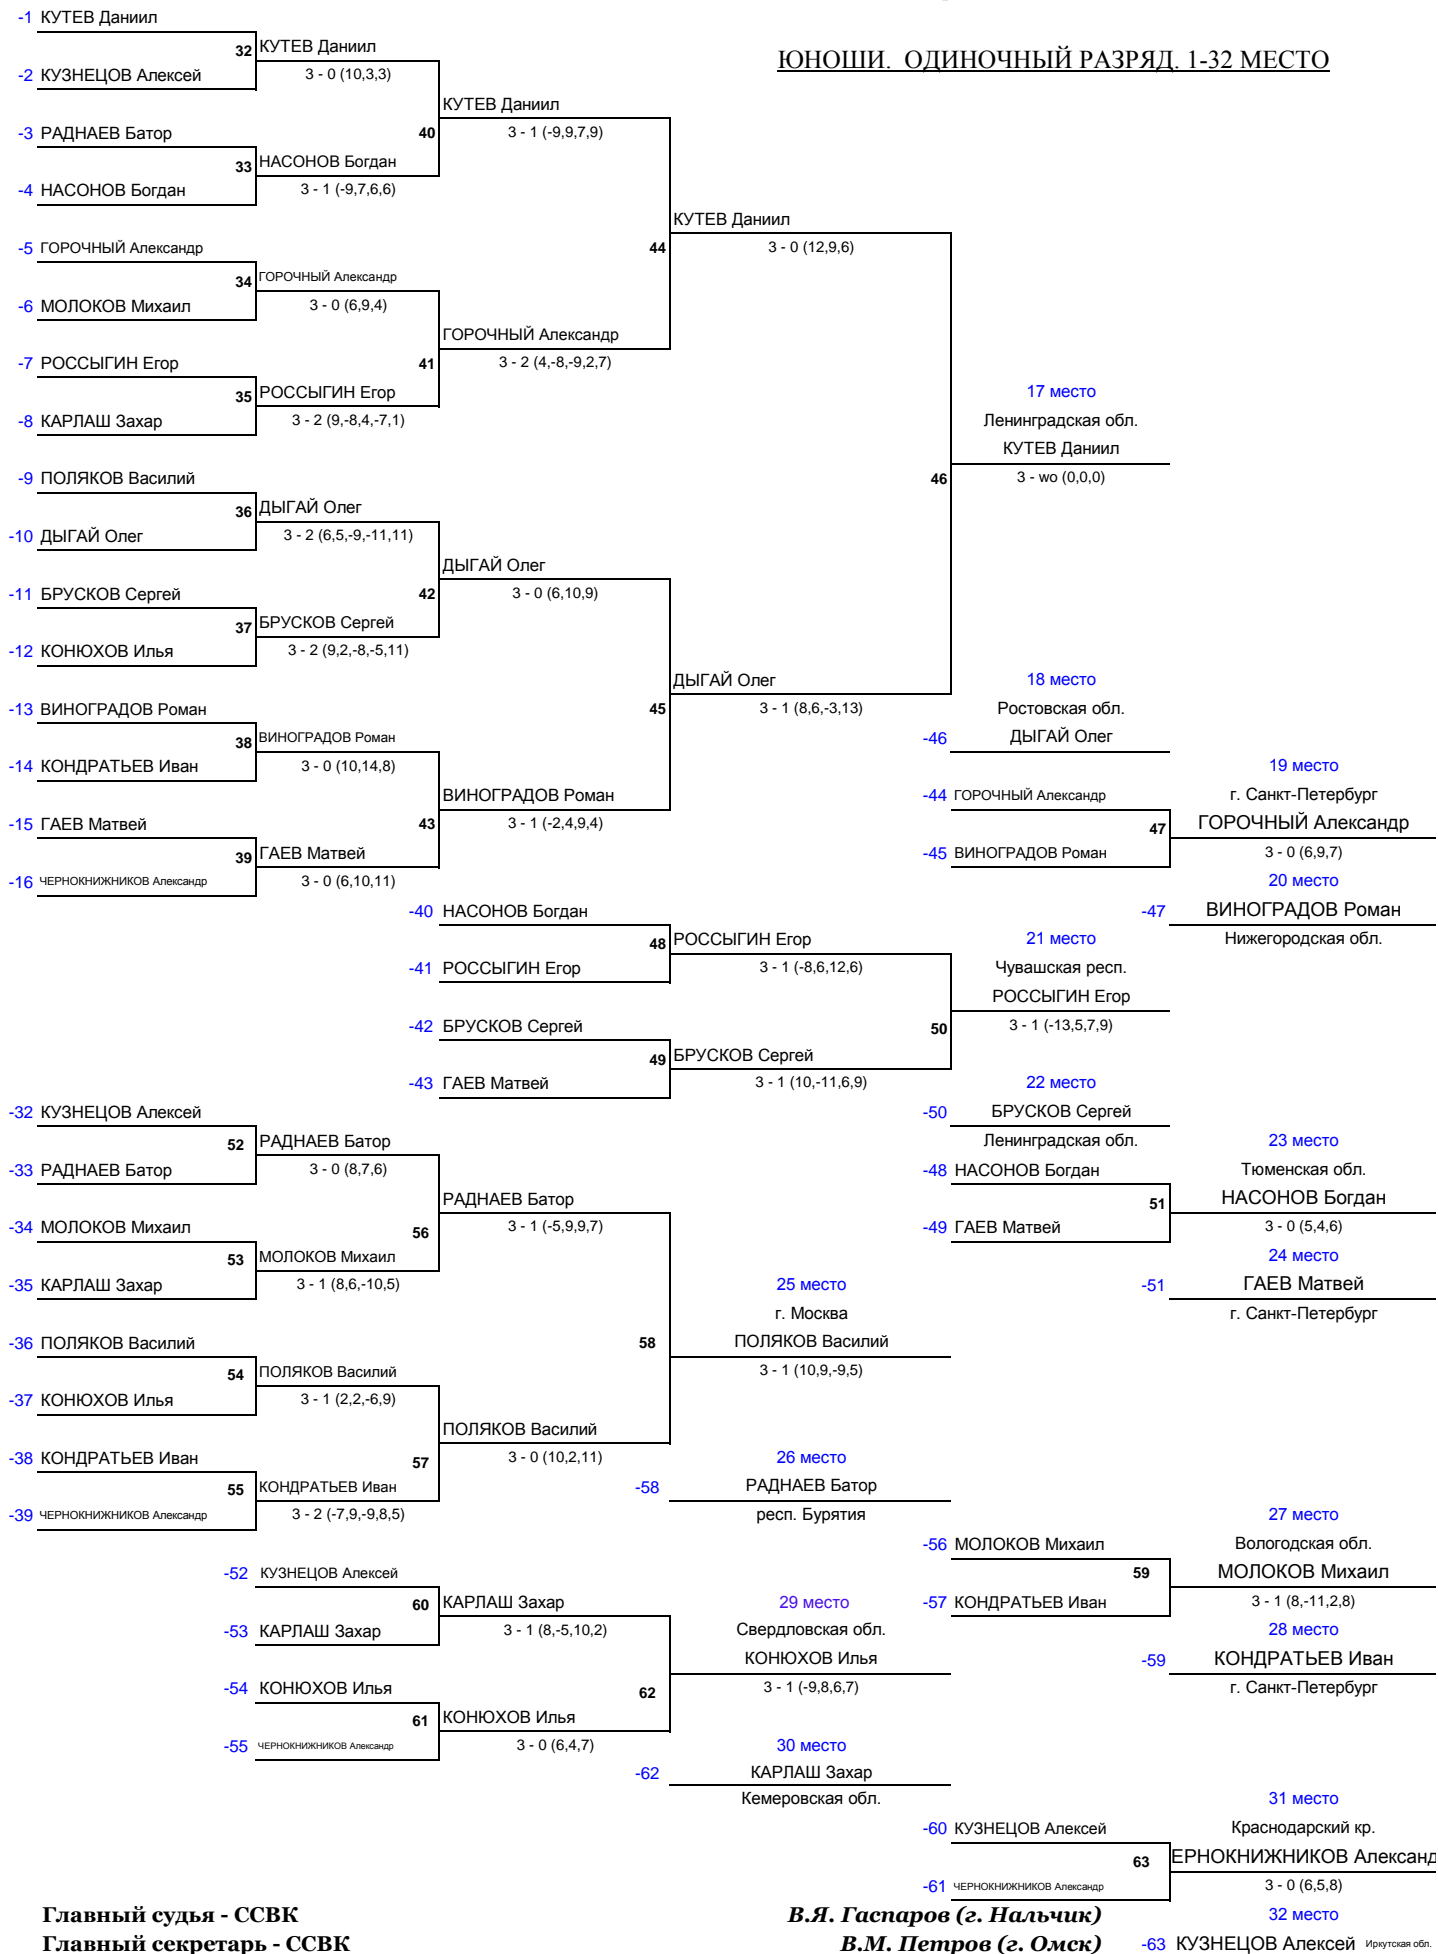 ЮНОШИ.  ОДИНОЧНЫЙ РАЗРЯД. 1-32 МЕСТО
-1 КУТЕВ Даниил
32 КУТЕВ Даниил
-2 КУЗНЕЦОВ Алексей
3 - 0 (10,3,3)
КУТЕВ Даниил
-3 РАДНАЕВ Батор
40
3 - 1 (-9,9,7,9)
33 НАСОНОВ Богдан
-4 НАСОНОВ Богдан
3 - 1 (-9,7,6,6)
КУТЕВ Даниил
-5 ГОРОЧНЫЙ Александр
44
3 - 0 (12,9,6)
34 ГОРОЧНЫЙ Александр
-6 МОЛОКОВ Михаил
3 - 0 (6,9,4)
ГОРОЧНЫЙ Александр
-7 РОССЫГИН Егор
41
3 - 2 (4,-8,-9,2,7)
35 РОССЫГИН Егор
17 место
-8 КАРЛАШ Захар
3 - 2 (9,-8,4,-7,1)
Ленинградская обл.
КУТЕВ Даниил
-9 ПОЛЯКОВ Василий
46
3 - wo (0,0,0)
36 ДЫГАЙ Олег
-10 ДЫГАЙ Олег
3 - 2 (6,5,-9,-11,11)
ДЫГАЙ Олег
-11 БРУСКОВ Сергей
42
3 - 0 (6,10,9)
37 БРУСКОВ Сергей
-12 КОНЮХОВ Илья
3 - 2 (9,2,-8,-5,11)
ДЫГАЙ Олег
18 место
-13 ВИНОГРАДОВ Роман
45
3 - 1 (8,6,-3,13)
Ростовская обл.
38 ВИНОГРАДОВ Роман
-46 ДЫГАЙ Олег
-14 КОНДРАТЬЕВ Иван
3 - 0 (10,14,8)
19 место
ВИНОГРАДОВ Роман
-44 ГОРОЧНЫЙ Александр
г. Санкт-Петербург
-15 ГАЕВ Матвей
43
3 - 1 (-2,4,9,4)
47 ГОРОЧНЫЙ Александр
39 ГАЕВ Матвей
-45 ВИНОГРАДОВ Роман
3 - 0 (6,9,7)
-16 ЧЕРНОКНИЖНИКОВ Александр
3 - 0 (6,10,11)
20 место
-40 НАСОНОВ Богдан
-47 ВИНОГРАДОВ Роман
48 РОССЫГИН Егор
21 место
Нижегородская обл.
-41 РОССЫГИН Егор
3 - 1 (-8,6,12,6)
Чувашская респ.
РОССЫГИН Егор
-42 БРУСКОВ Сергей
50
3 - 1 (-13,5,7,9)
49 БРУСКОВ Сергей
-43 ГАЕВ Матвей
3 - 1 (10,-11,6,9)
22 место
-32 КУЗНЕЦОВ Алексей
-50 БРУСКОВ Сергей
52 РАДНАЕВ Батор
Ленинградская обл.
23 место
-33 РАДНАЕВ Батор
3 - 0 (8,7,6)
-48 НАСОНОВ Богдан
Тюменская обл.
РАДНАЕВ Батор
51 НАСОНОВ Богдан
-34 МОЛОКОВ Михаил
56
3 - 1 (-5,9,9,7)
-49 ГАЕВ Матвей
3 - 0 (5,4,6)
53 МОЛОКОВ Михаил
24 место
-35 КАРЛАШ Захар
3 - 1 (8,6,-10,5)
25 место
-51 ГАЕВ Матвей
г. Москва
г. Санкт-Петербург
-36 ПОЛЯКОВ Василий
58 ПОЛЯКОВ Василий
54 ПОЛЯКОВ Василий
3 - 1 (10,9,-9,5)
-37 КОНЮХОВ Илья
3 - 1 (2,2,-6,9)
ПОЛЯКОВ Василий
-38 КОНДРАТЬЕВ Иван
57
3 - 0 (10,2,11)
26 место
55 КОНДРАТЬЕВ Иван
-58 РАДНАЕВ Батор
-39 ЧЕРНОКНИЖНИКОВ Александр
3 - 2 (-7,9,-9,8,5)
респ. Бурятия
27 место
-56 МОЛОКОВ Михаил
Вологодская обл.
-52 КУЗНЕЦОВ Алексей
59 МОЛОКОВ Михаил
60 КАРЛАШ Захар
29 место
-57 КОНДРАТЬЕВ Иван
3 - 1 (8,-11,2,8)
-53 КАРЛАШ Захар
3 - 1 (8,-5,10,2)
Свердловская обл.
28 место
КОНЮХОВ Илья
-59 КОНДРАТЬЕВ Иван
-54 КОНЮХОВ Илья
62
3 - 1 (-9,8,6,7)
г. Санкт-Петербург
61 КОНЮХОВ Илья
-55 ЧЕРНОКНИЖНИКОВ Александр
3 - 0 (6,4,7)
30 место
-62 КАРЛАШ Захар
Кемеровская обл.
31 место
-60 КУЗНЕЦОВ Алексей
Краснодарский кр.
63 ЕРНОКНИЖНИКОВ Александ
-61 ЧЕРНОКНИЖНИКОВ Александр
3 - 0 (6,5,8)
Главный судья - ССВК
В.Я. Гаспаров (г. Нальчик)
32 место
Главный секретарь - ССВК
В.М. Петров (г. Омск)
-63 КУЗНЕЦОВ Алексей Иркутская обл.